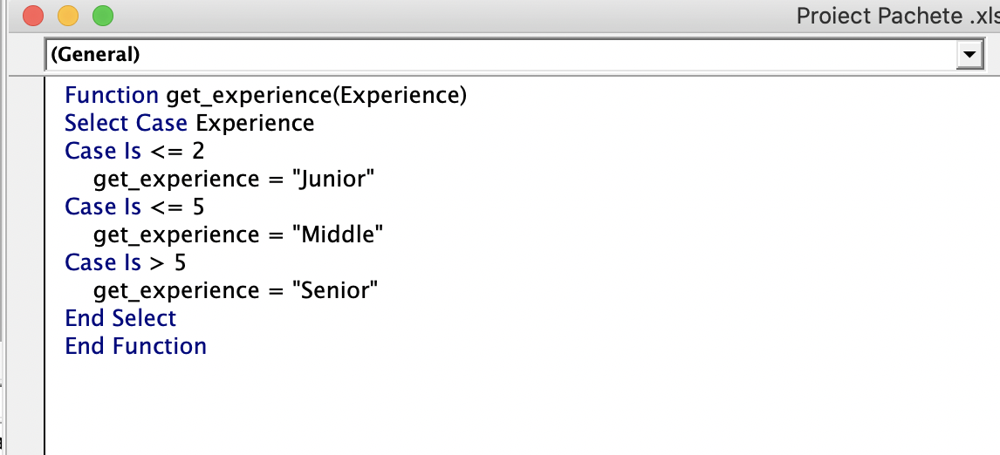 Proiect Pachete .xls
(General)
Function get_experience(Experience)
Select Case Experience
Case Is <= 2
get_experience = "Junior"
Case Is <= 5
get_experience = "Middle"
Case Is > 5
get_experience = "Senior"
End Select
End Function